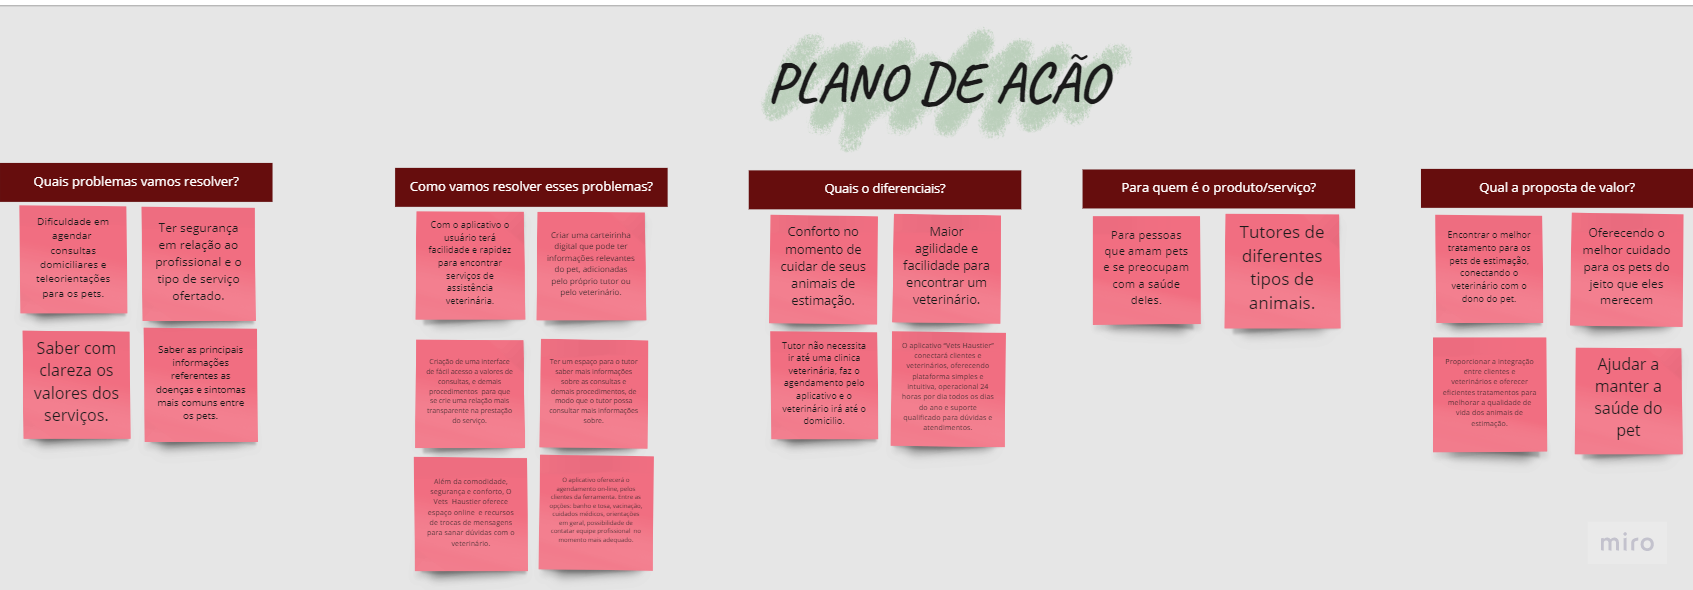 PLANO DE ACÃO
Quais problemas vamos resolver?
Dificuldade em
agendar
consultas
domiciliares e
teleorientações
para os pets.
Ter segurança
em relação ao
profissional e o
tipo de serviço
ofertado.
Saber com
clareza os
valores dos
serviços.
Saber as principais
informações
referentes as
doenças e sintomas
mais comuns entre
os pets.
Como vamos resolver esses problemas?
Com o aplicativo o
usuário terá
facilidade e rapidez
para encontrar
serviços de
assistência
veterinária.
Criar uma carteirinha
digital que pode ter
informações relevantes
do pet, adicionadas
pelo próprio tutor ou
pelo veterinário.
Criação de uma interface
de fácil acesso a valores de
consultas, e demais
procedimentos para que
se crie uma relação mais
transparente na prestação
do serviço.
Ter um espaço para o tutor
saber mais informações
sobre as consultas e
demais procedimentos, de
modo que o tutor possa
consultar mais informações
sobre.
Além da comodidade,
segurança e conforto, O
Vets Haustier oferece
espaço online e recursos
de trocas de mensagens
para sanar dúvidas com o
veterinário.
O aplicativo oferecerá o
agendamento on-line, pelos
clientes da ferramenta. Entre as
opções: banho e tosa, vacinação,
cuidados médicos, orientações
em geral, possibilidade de
contatar equipe profissional no
momento mais adequado.
Quais o diferenciais?
Conforto no
momento de
cuidar de seus
animais de
estimação.
Maior
agilidade e
facilidade para
encontrar um
veterinário.
Tutor não necessita
ir até uma clinica
veterinária, faz o
agendamento pelo
aplicativo e o
veterinário irá até o
domicilio.
O aplicativo "Vets Haustier"
conectará clientes e
veterinários, oferecendo
plataforma simples e
intuitiva, operacional 24
horas por dia todos os dias
do ano e suporte
qualificado para dúvidas e
atendimentos.
Para quem é o produto/serviço?
Para pessoas
que amam pets
e se preocupam
com a saúde
deles.
Tutores de
diferentes
tipos de
animais.
Qual a proposta de valor?
Encontrar o melhor
tratamento para os
pets de estimação,
conectando o
veterinário com o
dono do pet.
Oferecendo o
melhor cuidado
para os pets do
jeito que eles
merecem
Proporcionar a integração
entre clientes e
veterinários e oferecer
eficientes tratamentos para
melhorar a qualidade de
vida dos animais de
estimação.
Ajudar a
manter a
saúde do
pet
miro